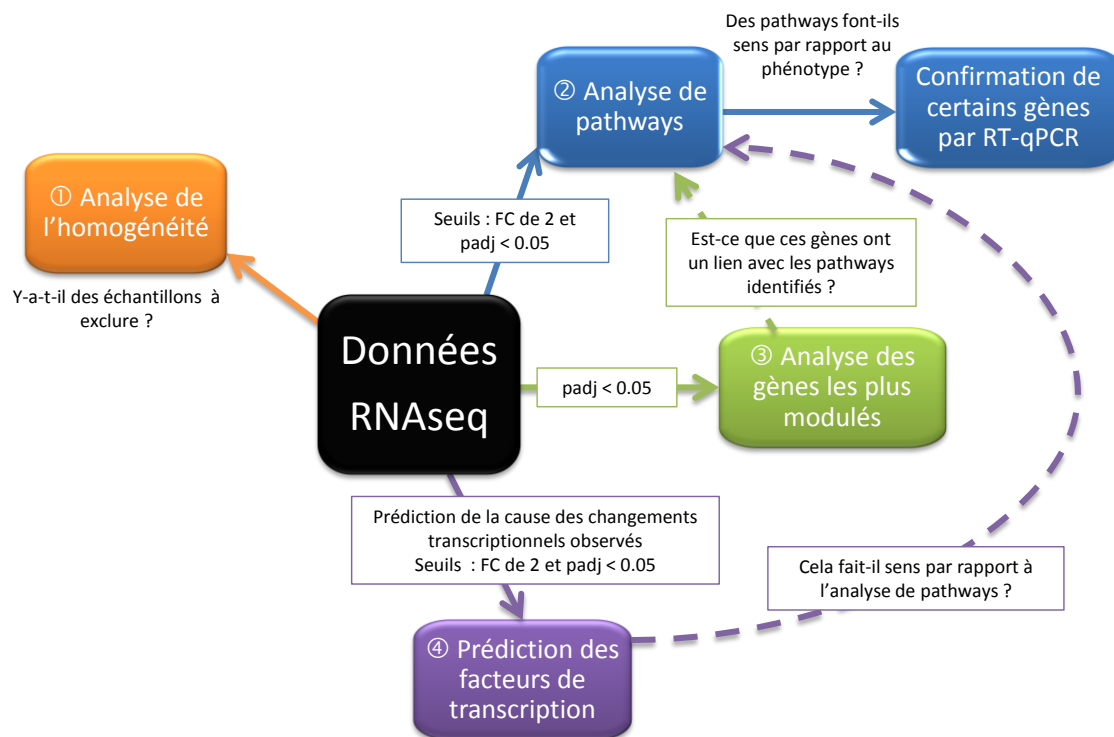 Des pathways font-ils
sens par rapport au
phénotype ?
② Analyse de
pathways
Confirmation de
certains gènes
par RT-qPCR
① Analyse de
l’homogénéité
Y-a-t-il des échantillons à
exclure ?
Seuils : FC de 2 et
padj < 0.05
Est-ce que ces gènes ont
un lien avec les pathways
identifiés ?
Données
RNAseq
padj < 0.05
③ Analyse des
gènes les plus
modulés
Prédiction de la cause des changements
transcriptionnels observés
Seuils : FC de 2 et padj < 0.05
Cela fait-il sens par rapport à
l’analyse de pathways ?
④ Prédiction des
facteurs de
transcription